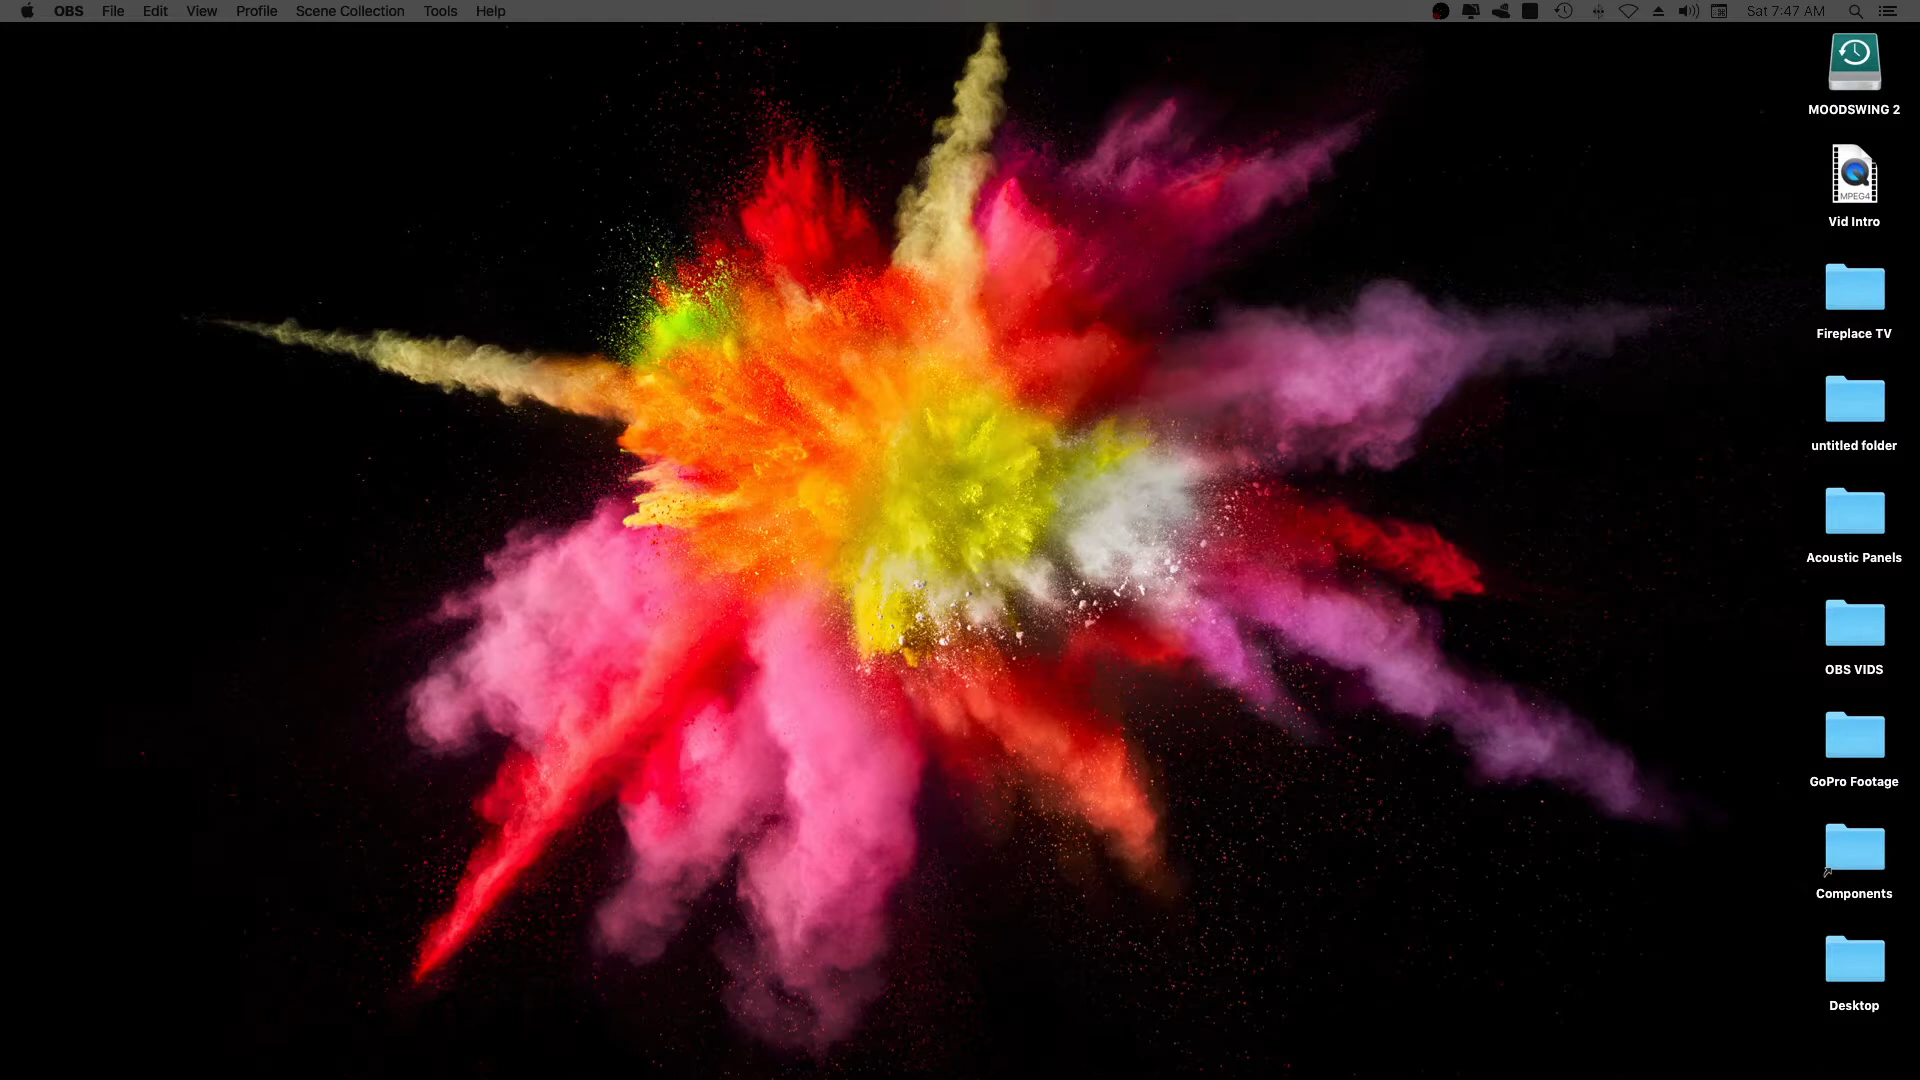 OBS File Edit View Profile Scene Collection Tools Help Sat 7:47 AM
MOODSWING 2
MPEG4
Vid Intro
Fireplace TV
untitled folder
Acoustic Panels
OBS VIDS
GoPro Footage
Components
Desktop